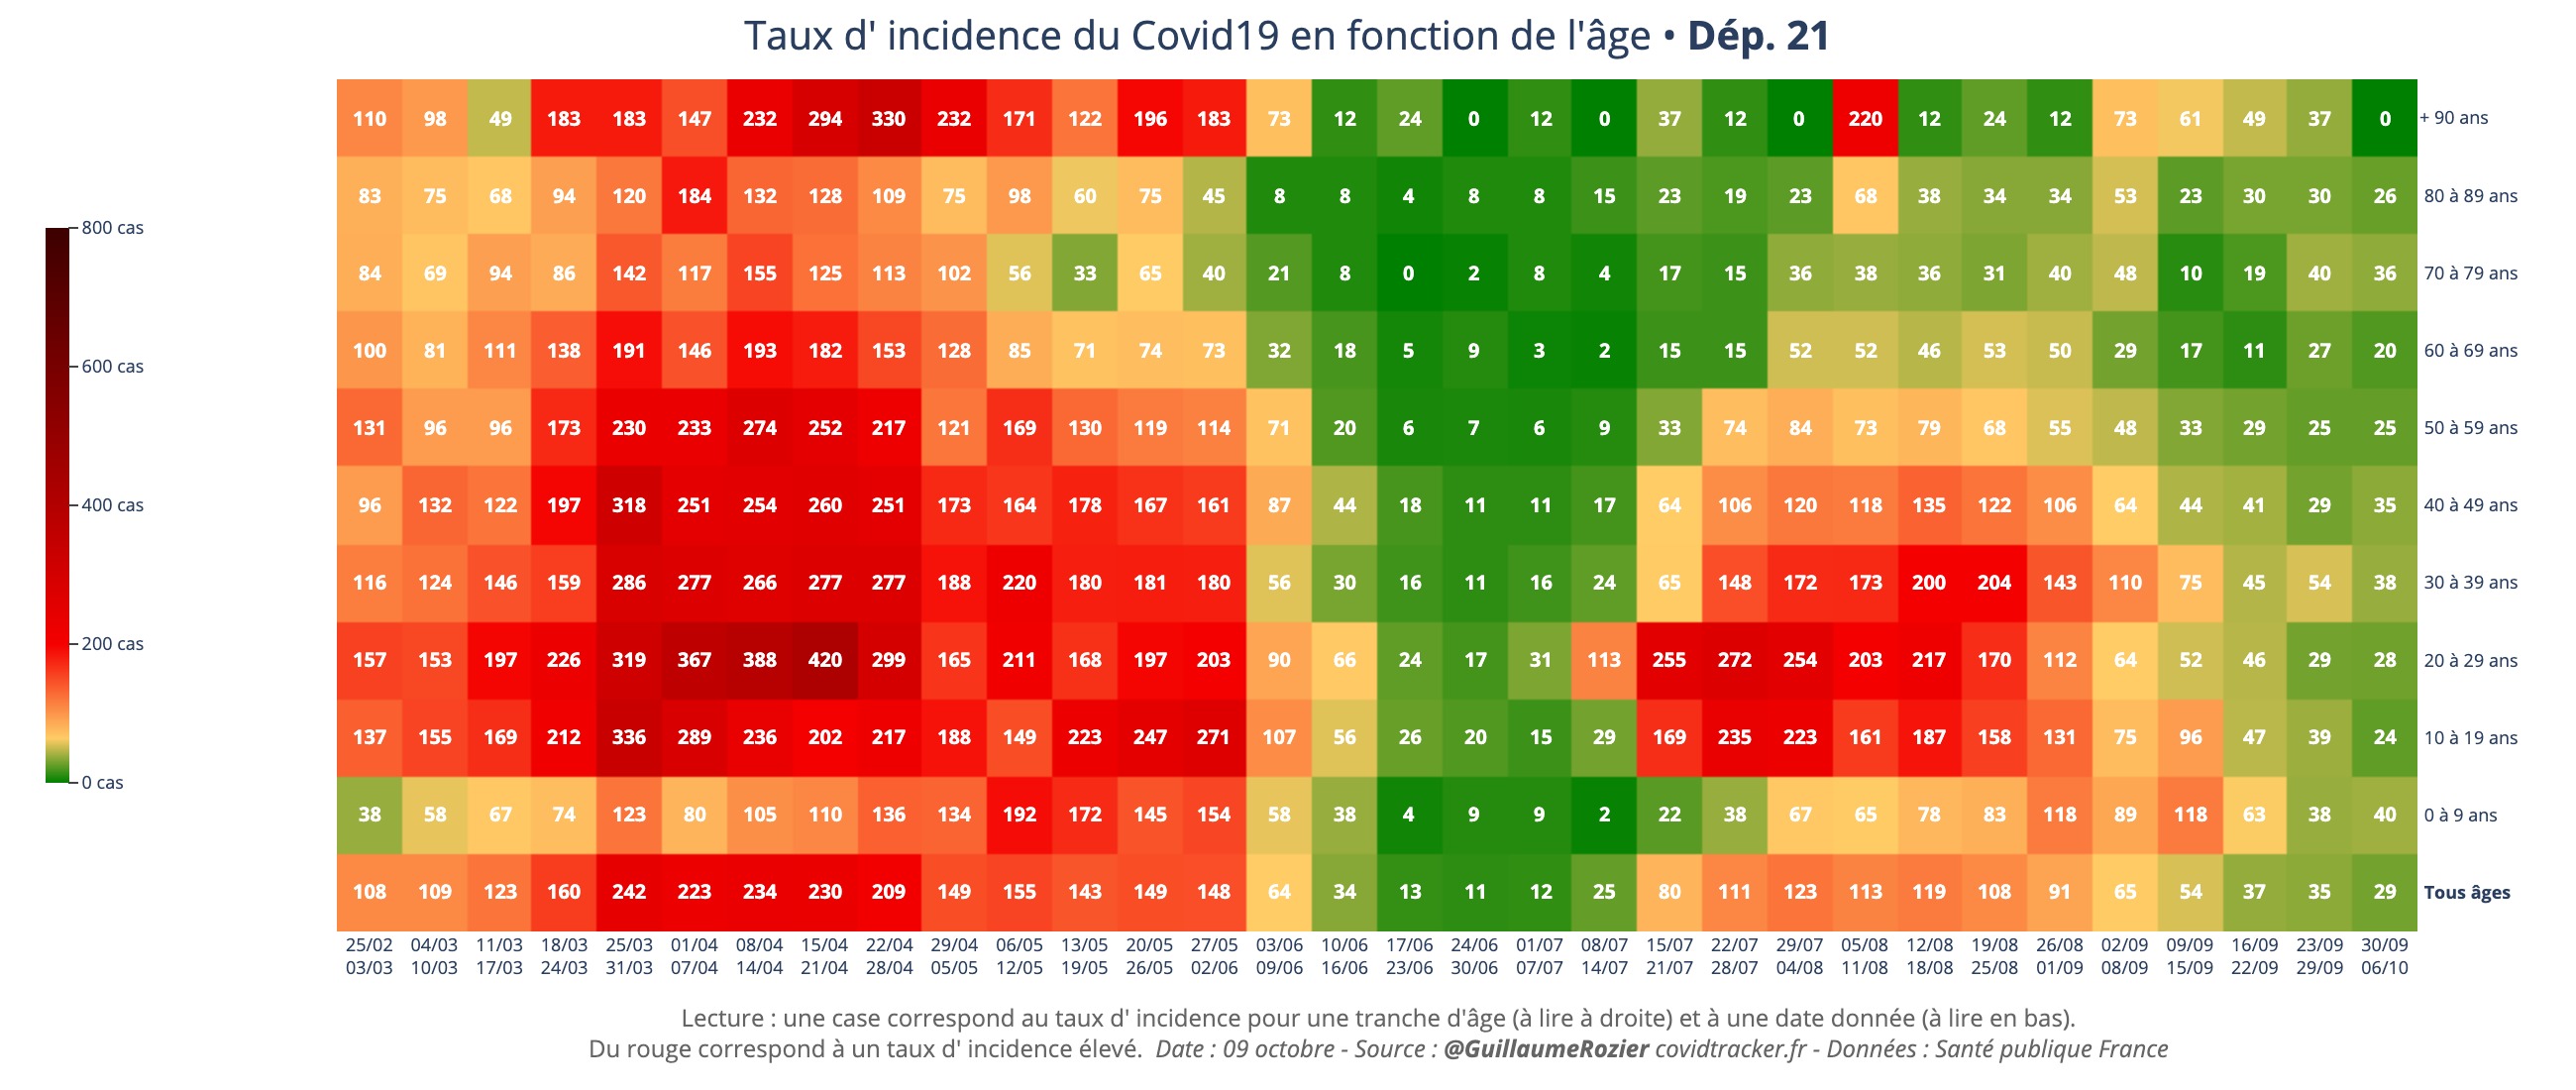 Taux d' incidence du Covid19 en fonction de l'âge • Dép. 21
110 98 49 183 183 147 232 294 330 232 171 122 196 183 73 12 24 0 12 0 37 12 0 220 12 24 12 73 61 49 37 0 + 90 ans
83 75 68 94 120 184 132 128 109 75 98 60 75 45 8 8 4 8 8 15 23 19 23 68 38 34 34 53 23 30 30 26 80 à 89 ans
800 cas
84 69 94 86 142 117 155 125 113 102 56 33 65 40 21 8 0 2 8 4 17 15 36 38 36 31 40 48 10 19 40 36 70 à 79 ans
100 81 111 138 191 146 193 182 153 128 85 71 74 73 32 18 5 9 3 2 15 15 52 52 46 53 50 29 17 11 27 20 60 à 69 ans
600 cas
131 96 96 173 230 233 274 252 217 121 169 130 119 114 71 20 6 7 6 9 33 74 84 73 79 68 55 48 33 29 25 25 50 à 59 ans
400 cas
96 132 122 197 318 251 254 260 251 173 164 178 167 161 87 44 18 11 11 17 64 106 120 118 135 122 106 64 44 41 29 35 40 à 49 ans
116 124 146 159 286 277 266 277 277 188 220 180 181 180 56 30 16 11 16 24 65 148 172 173 200 204 143 110 75 45 54 38 30 à 39 ans
200 cas
157 153 197 226 319 367 388 420 299 165 211 168 197 203 90 66 24 17 31 113 255 272 254 203 217 170 112 64 52 46 29 28 20 à 29 ans
137 155 169 212 336 289 236 202 217 188 149 223 247 271 107 56 26 20 15 29 169 235 223 161 187 158 131 75 96 47 39 24 10 à 19 ans
0 cas
38 58 67 74 123 80 105 110 136 134 192 172 145 154 58 38 4 9 9 2 22 38 67 65 78 83 118 89 118 63 38 40 0 à 9 ans
108 109 123 160 242 223 234 230 209 149 155 143 149 148 64 34 13 11 12 25 80 111 123 113 119 108 91 65 54 37 35 29 Tous âges
25/02 04/03 11/03 18/03 25/03 01/04 08/04 15/04 22/04 29/04 06/05 13/05 20/05 27/05 03/06 10/06 17/06 24/06 01/07 08/07 15/07 22/07 29/07 05/08 12/08 19/08 26/08 02/09 09/09 16/09 23/09 30/09
03/03 10/03 17/03 24/03 31/03 07/04 14/04 21/04 28/04 05/05 12/05 19/05 26/05 02/06 09/06 16/06 23/06 30/06 07/07 14/07 21/07 28/07 04/08 11/08 18/08 25/08 01/09 08/09 15/09 22/09 29/09 06/10
Lecture : une case correspond au taux d' incidence pour une tranche d'âge (à lire à droite) et à une date donnée (à lire en bas).
Du rouge correspond à un taux d' incidence élevé. Date : 09 octobre - Source : @GuillaumeRozier covidtracker.fr - Données : Santé publique France